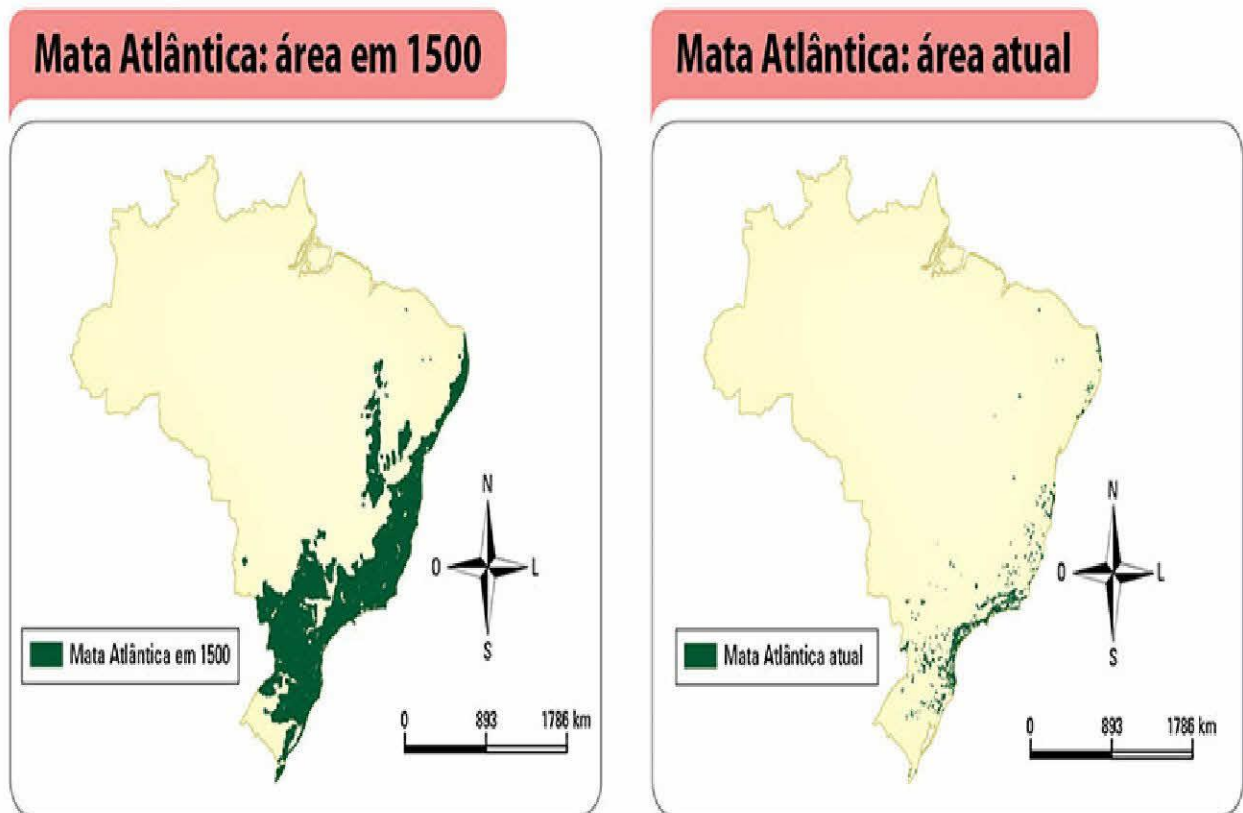 Mata Atlântica: área em 1500
N
O
L
S
Mata Atlântica em 1500
0
893
1786 km
Mata Atlântica: área atual
N
O
L
S
Mata Atlântica atual
0
893
1786 km